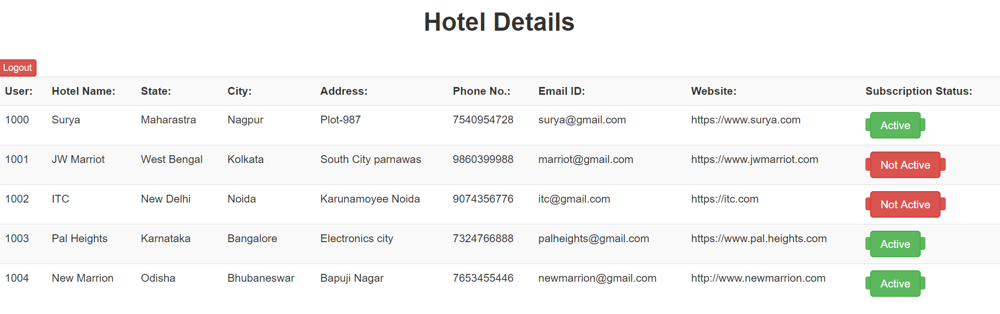 Hotel Details
Logout
User: Hotel Name: State: City: Address: Phone No.: Email ID: Website: Subscription Status:
1000 Surya Maharastra Nagpur Plot-987 7540954728 surya@gmail.com https://www.surya.com Active
1001 JW Marriot West Bengal Kolkata South City parnawas 9860399988 marriot@gmail.com https://www.jwmarriot.com Not Active
1002 ITC New Delhi Noida Karunamoyee Noida 9074356776 itc@gmail.com https://itc.com Not Active
1003 Pal Heights Karnataka Bangalore Electronics city 7324766888 palheights@gmail.com https://www.pal.heights.com Active
1004 New Marrion Odisha Bhubaneswar Bapuji Nagar 7653455446 newmarrion@gmail.com http://www.newmarrion.com Active